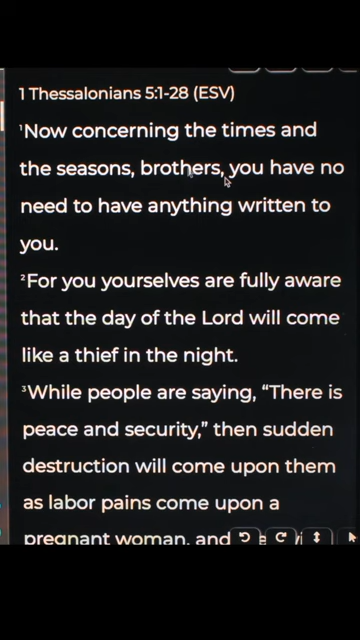 1 Thessalonians 5:1-28 (ESV)
¹Now concerning the times and
the seasons, brothers, you have no
need to have anything written to
you.
²For you yourselves are fully aware
that the day of the Lord will come
like a thief in the night.
³While people are saying, “There is
peace and security,” then sudden
destruction will come upon them
as labor pains come upon a
pregnant woman, and